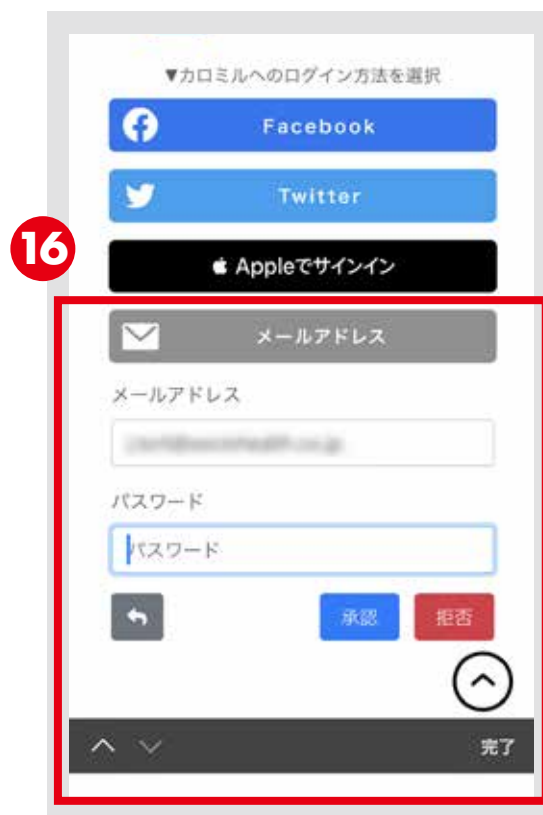 ▼カロミルへのログイン方法を選択
Facebook
Twitter
16
Appleでサインイン
メールアドレス
メールアドレス
パスワード
パスワード
承認 拒否
完了